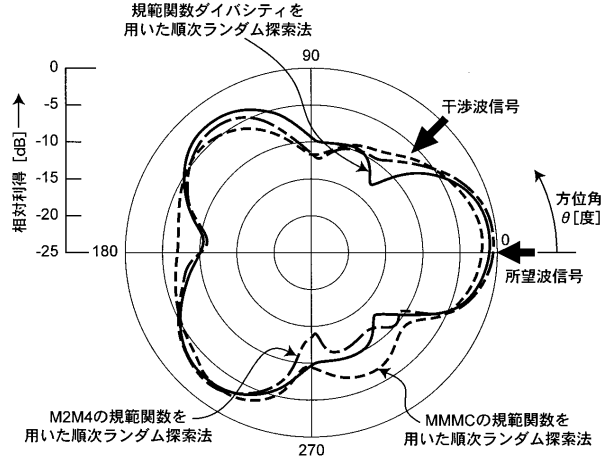 規範関数ダイバシティを
用いた順次ランダム探索法
90
干渉波信号
0
-5
-10
-15
-20
-25
相対利得 [dB]
180
0
方位角
θ[度]
所望波信号
M2M4の規範関数を
用いた順次ランダム探索法
MMMCの規範関数を
用いた順次ランダム探索法
270